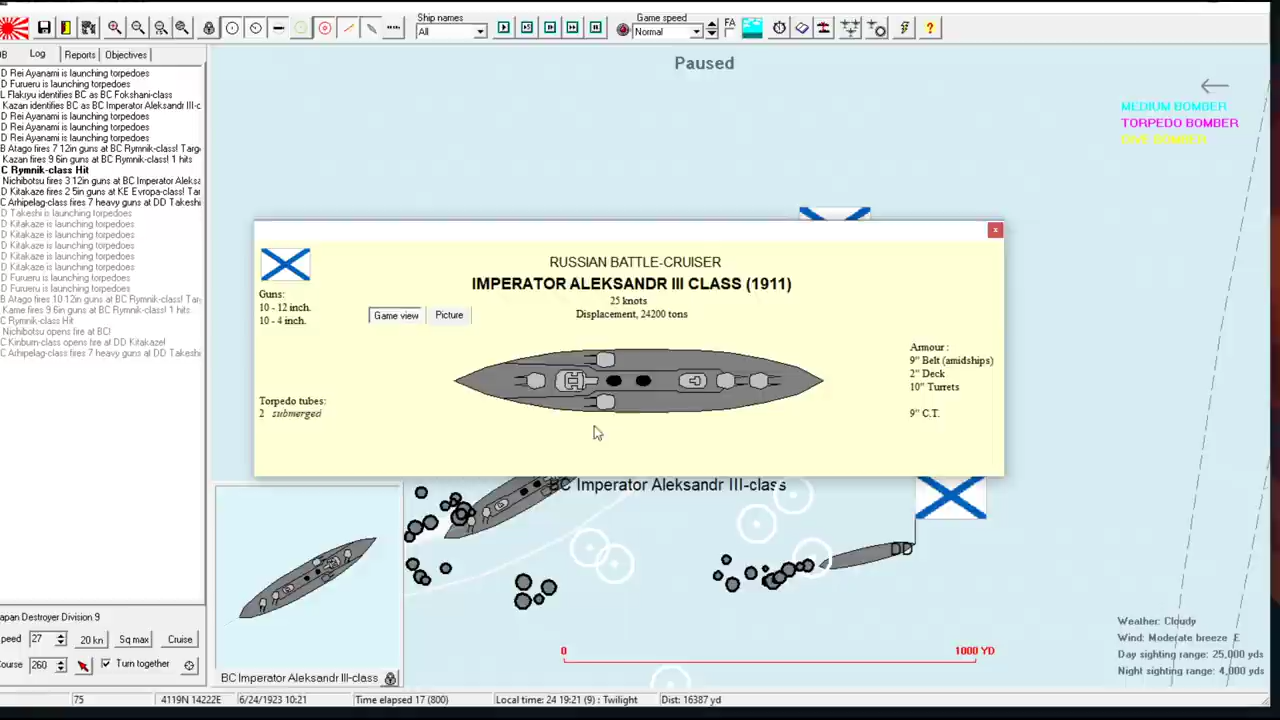 Ship names
All
Game speed
Normal
FA
Log
Reports
Objectives
Paused
MEDIUM BOMBER
TORPEDO BOMBER
DIVE BOMBER
D Rei Ayanami is launching torpedoes
D Furueru is launching torpedoes
BC as BC Fokshani-class
Kazan identifies BC as BC Imperator Aleksandr III-c
D Rei Ayanami is launching torpedoes
D Rei Ayanami is launching torpedoes
D Rei Ayanami is launching torpedoes
B Atago fires 7 12in guns at BC Rymnik-class! Targe
Kazan fires 9 6in guns at BC Rymnik-class! 1 hits
C Rymnik-class Hit
Nichibotsu fires 3 12in guns at BC Imperator Aleksa
D Kitakaze fires 2 5in guns at KE Evropa-class! Tar
C Arhipelag-class fires 7 heavy guns at DD Takeshi
D Takeshi is launching torpedoes
D Kitakaze is launching torpedoes
D Kitakaze is launching torpedoes
D Kitakaze is launching torpedoes
D Kitakaze is launching torpedoes
D Kitakaze is launching torpedoes
D Furueru is launching torpedoes
D Furueru is launching torpedoes
B Atago fires 10 12in guns at BC Rymnik-class! Targ
Kame fires 9 6in guns at BC Rymnik-class! 1 hits
C Rymnik-class Hit
Nichibotsu opens fire at BC!
C Kinburn-class opens fire at DD Kitakaze!
C Arhipelag-class fires 7 heavy guns at DD Takeshi
RUSSIAN BATTLE-CRUISER
IMPERATOR ALEKSANDR III CLASS (1911)
25 knots
Displacement, 24200 tons
Guns:
10 - 12 inch.
10 - 4 inch.
Game view
Picture
Armour :
9" Belt (amidships)
2" Deck
10" Turrets
9" C.T.
Torpedo tubes:
2 submerged
BC Imperator Aleksandr III-class
0
1000 YD
apan Destroyer Division 9
peed
27
20 kn
Sq max
Cruise
Course
260
Turn together
BC Imperator Aleksandr III-class
Weather: Cloudy
Wind: Moderate breeze E
Day sighting range: 25,000 yds
Night sighting range: 4,000 yds
75
4119N 14222E
6/24/1923 10:21
Time elapsed 17 (800)
Local time: 24 19:21 (9) : Twilight
Dist: 16387 yd